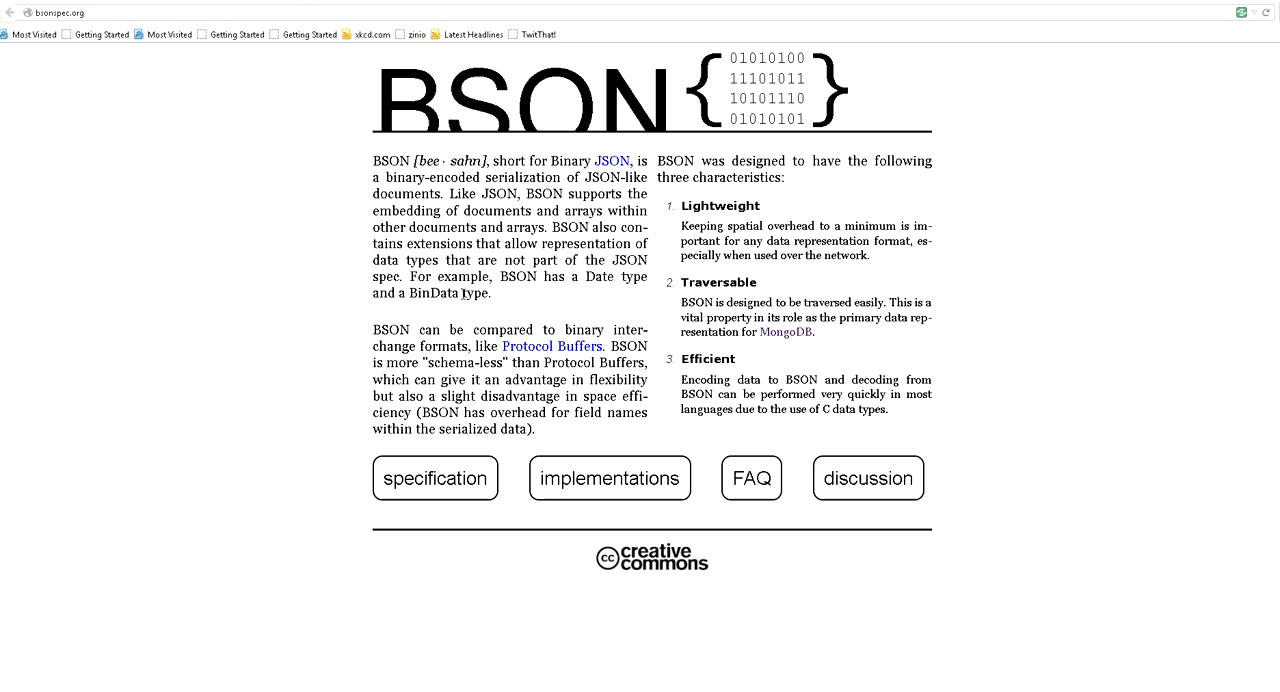 bsonspec.org
Most Visited Getting Started Most Visited Getting Started Getting Started xkcd.com zinio Latest Headlines TwitThat!
BSON {
01010100
11101011
10101110
01010101
}
BSON [bee · sahn], short for Binary JSON, is
a binary-encoded serialization of JSON-like
documents. Like JSON, BSON supports the
embedding of documents and arrays within
other documents and arrays. BSON also con-
tains extensions that allow representation of
data types that are not part of the JSON
spec. For example, BSON has a Date type
and a BinData type.
BSON can be compared to binary inter-
change formats, like Protocol Buffers. BSON
is more "schema-less" than Protocol Buffers,
which can give it an advantage in flexibility
but also a slight disadvantage in space effi-
ciency (BSON has overhead for field names
within the serialized data).
BSON was designed to have the following
three characteristics:
1. Lightweight
Keeping spatial overhead to a minimum is im-
portant for any data representation format, es-
pecially when used over the network.
2. Traversable
BSON is designed to be traversed easily. This is a
vital property in its role as the primary data rep-
resentation for MongoDB.
3. Efficient
Encoding data to BSON and decoding from
BSON can be performed very quickly in most
languages due to the use of C data types.
specification implementations FAQ discussion
cc creative
commons